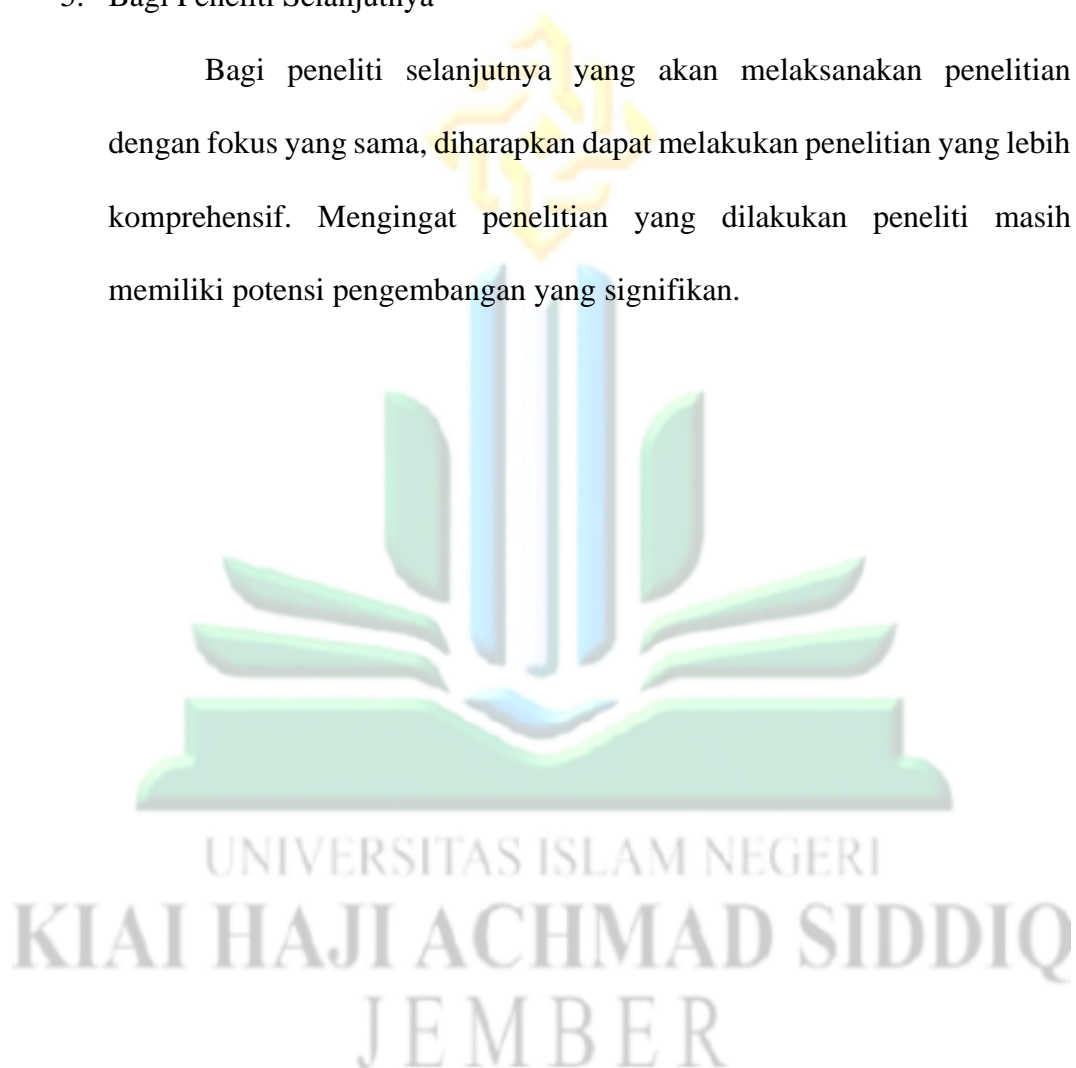 Bagi Peneliti Selanjutnya
Bagi peneliti selanjutnya yang akan melaksanakan penelitian
dengan fokus yang sama, diharapkan dapat melakukan penelitian yang lebih
komprehensif. Mengingat penelitian yang dilakukan peneliti masih
memiliki potensi pengembangan yang signifikan.
UNIVERSITAS ISLAM NEGERI
KIAI HAJI ACHMAD SIDDIQ
JEMBER